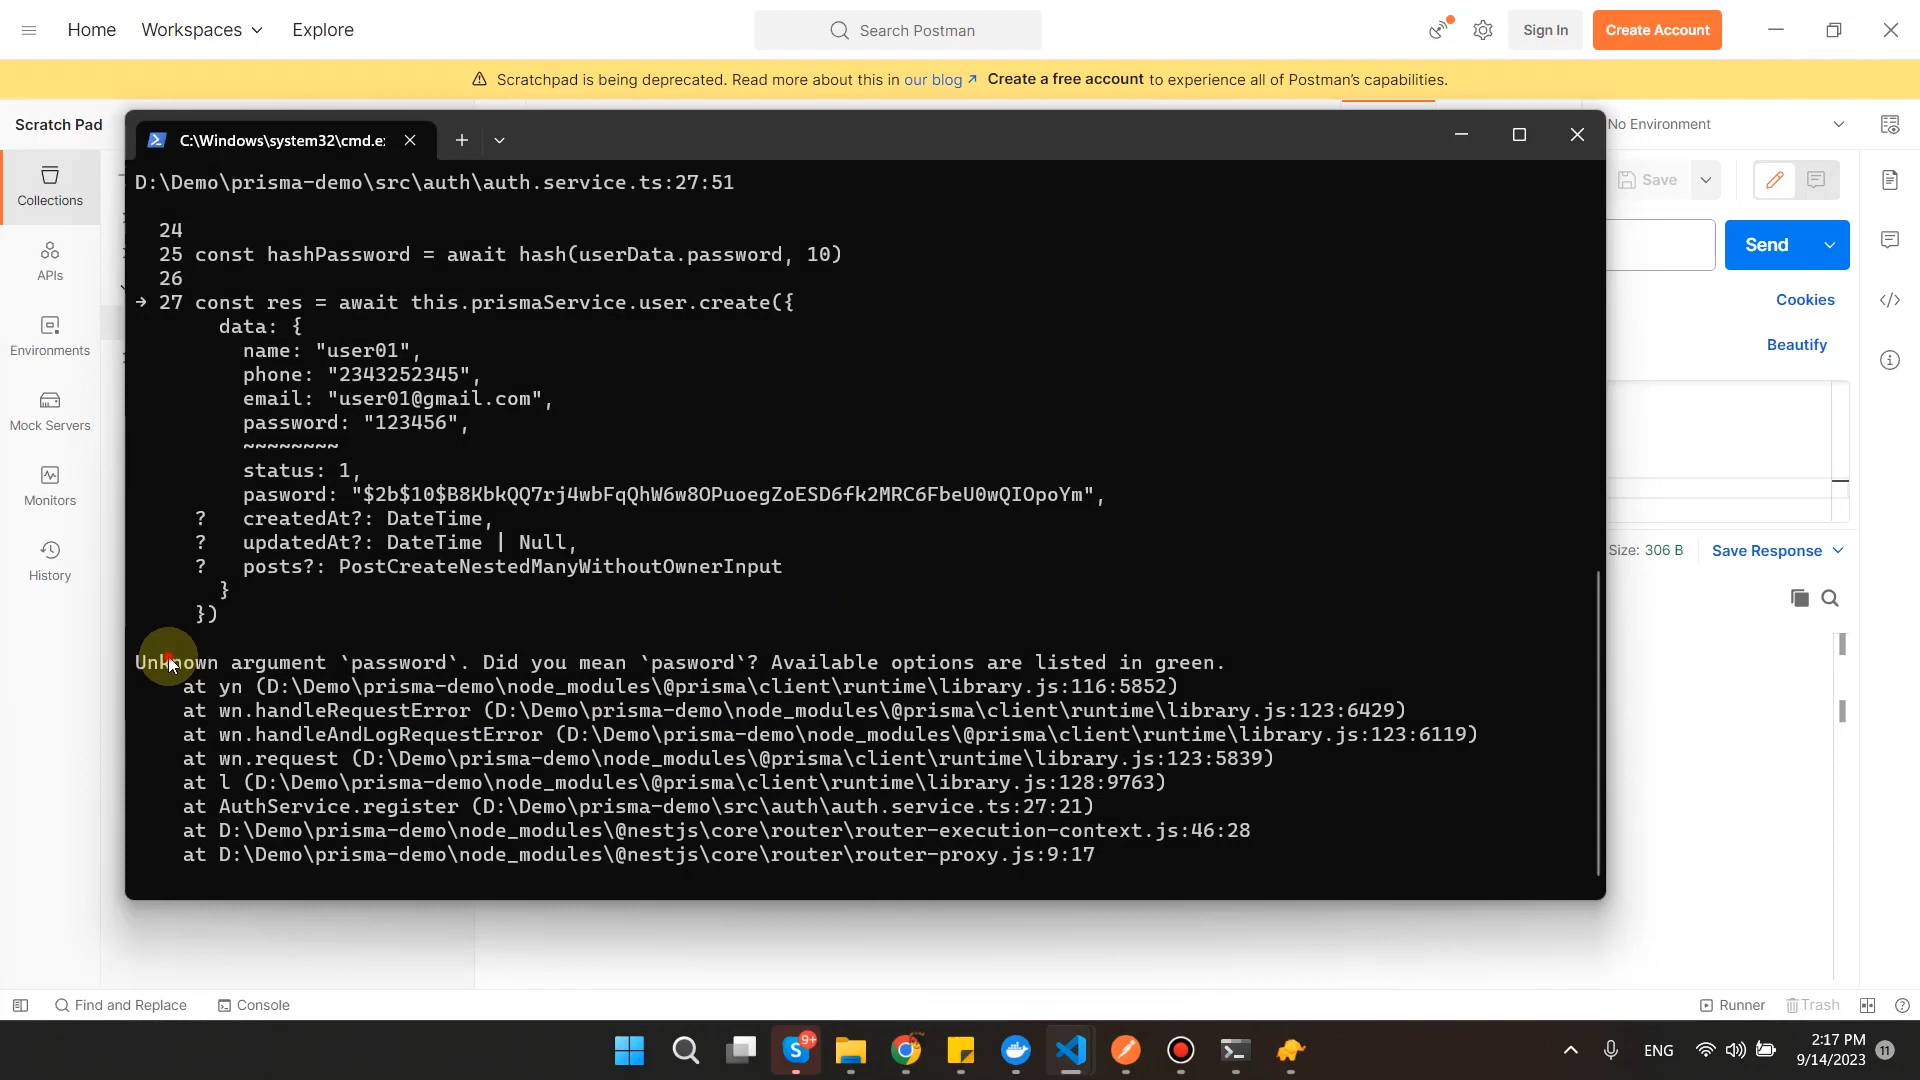 Home
Workspaces
Explore
Search Postman
Sign In
Create Account
Scratchpad is being deprecated. Read more about this in our blog ↗ Create a free account to experience all of Postman's capabilities.
Scratch Pad
C:\Windows\system32\cmd.e
No Environment
Collections
APIs
Environments
Mock Servers
Monitors
History
Save
Send
Cookies
Beautify
Size: 306 B
Save Response
D:\Demo\prisma-demo\src\auth\auth.service.ts:27:51
24
25 const hashPassword = await hash(userData.password, 10)
26
→ 27 const res = await this.prismaService.user.create({
data: {
name: "user01",
phone: "2343252345",
email: "user01@gmail.com",
password: "123456",
~~~~~~~~
status: 1,
pasword: "$2b$10$B8KbkQQ7rj4wbFqQhW6w8OPuoegZoESD6fk2MRC6FbeU0wQIOpoYm",
? createdAt?: DateTime,
? updatedAt?: DateTime | Null,
? posts?: PostCreateNestedManyWithoutOwnerInput
}
})
Unknown argument `password`. Did you mean `pasword`? Available options are listed in green.
at yn (D:\Demo\prisma-demo\node_modules\@prisma\client\runtime\library.js:116:5852)
at wn.handleRequestError (D:\Demo\prisma-demo\node_modules\@prisma\client\runtime\library.js:123:6429)
at wn.handleAndLogRequestError (D:\Demo\prisma-demo\node_modules\@prisma\client\runtime\library.js:123:6119)
at wn.request (D:\Demo\prisma-demo\node_modules\@prisma\client\runtime\library.js:123:5839)
at l (D:\Demo\prisma-demo\node_modules\@prisma\client\runtime\library.js:128:9763)
at AuthService.register (D:\Demo\prisma-demo\src\auth\auth.service.ts:27:21)
at D:\Demo\prisma-demo\node_modules\@nestjs\core\router\router-execution-context.js:46:28
at D:\Demo\prisma-demo\node_modules\@nestjs\core\router\router-proxy.js:9:17
Find and Replace
Console
Runner
Trash
9+
ENG
2:17 PM
9/14/2023
11